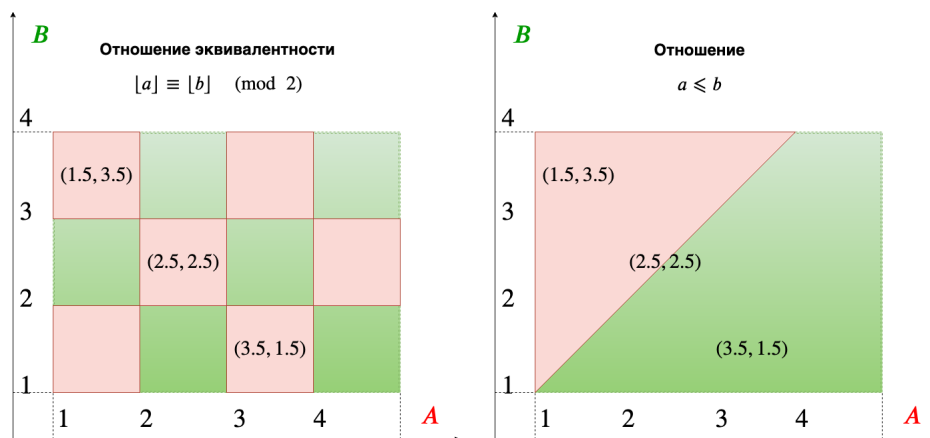 B
Отношение эквивалентности
⌊a⌋ ≡ ⌊b⌋ (mod 2)
4
(1.5, 3.5)
3
(2.5, 2.5)
2
(3.5, 1.5)
1
1 2 3 4 A
B
Отношение
a ⩽ b
4
(1.5, 3.5)
3
(2.5, 2.5)
2
(3.5, 1.5)
1
1 2 3 4 A